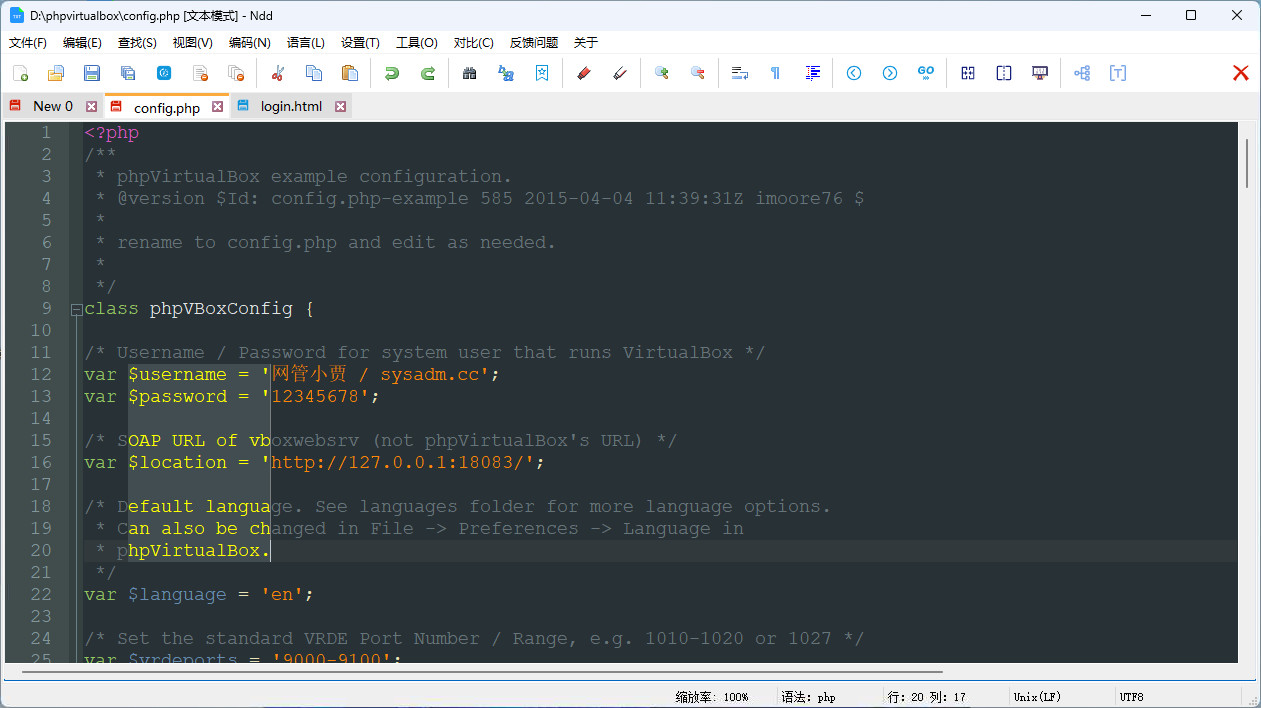 D:\phpvirtualbox\config.php [文本模式] - Ndd
文件(F) 编辑(E) 查找(S) 视图(V) 编码(N) 语言(L) 设置(T) 工具(O) 对比(C) 反馈问题 关于
New 0 config.php login.html
1 <?php
2 /**
3 * phpVirtualBox example configuration.
4 * @version $Id: config.php-example 585 2015-04-04 11:39:31Z imoore76 $
5 *
6 * rename to config.php and edit as needed.
7 *
8 */
9 class phpVBoxConfig {
10
11 /* Username / Password for system user that runs VirtualBox */
12 var $username = '网管小贾 / sysadm.cc';
13 var $password = '12345678';
14
15 /* SOAP URL of vboxwebsrv (not phpVirtualBox's URL) */
16 var $location = 'http://127.0.0.1:18083/';
17
18 /* Default language. See languages folder for more language options.
19 * Can also be changed in File -> Preferences -> Language in
20 * phpVirtualBox.
21 */
22 var $language = 'en';
23
24 /* Set the standard VRDE Port Number / Range, e.g. 1010-1020 or 1027 */
25 var $vrdeports = '9000-9100';
缩放率: 100% 语法: php 行: 20 列: 17 Unix(LF) UTF8